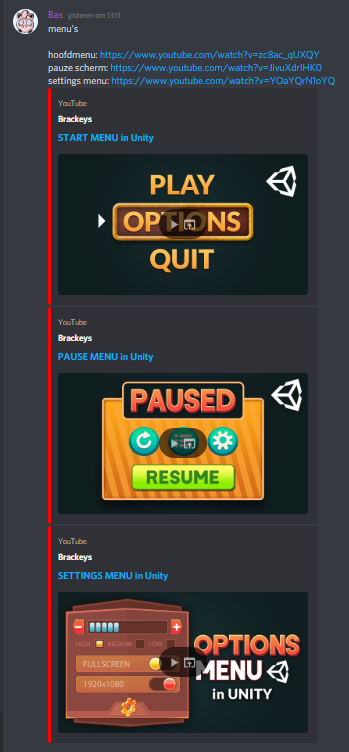 Bas gisteren om 13:11
menu's
hoofdmenu: https://www.youtube.com/watch?v=zc8ac_qUXQY
pauze scherm: https://www.youtube.com/watch?v=JivuXdrIHK0
settings menu: https://www.youtube.com/watch?v=YOaYQrN1oYQ
YouTube
Brackeys
START MENU in Unity
PLAY
OPTIONS
QUIT
YouTube
Brackeys
PAUSE MENU in Unity
PAUSED
RESUME
YouTube
Brackeys
SETTINGS MENU in Unity
HIGH MEDIUM LOW
FULLSCREEN
1920x1080
OPTIONS
MENU
in UNITY